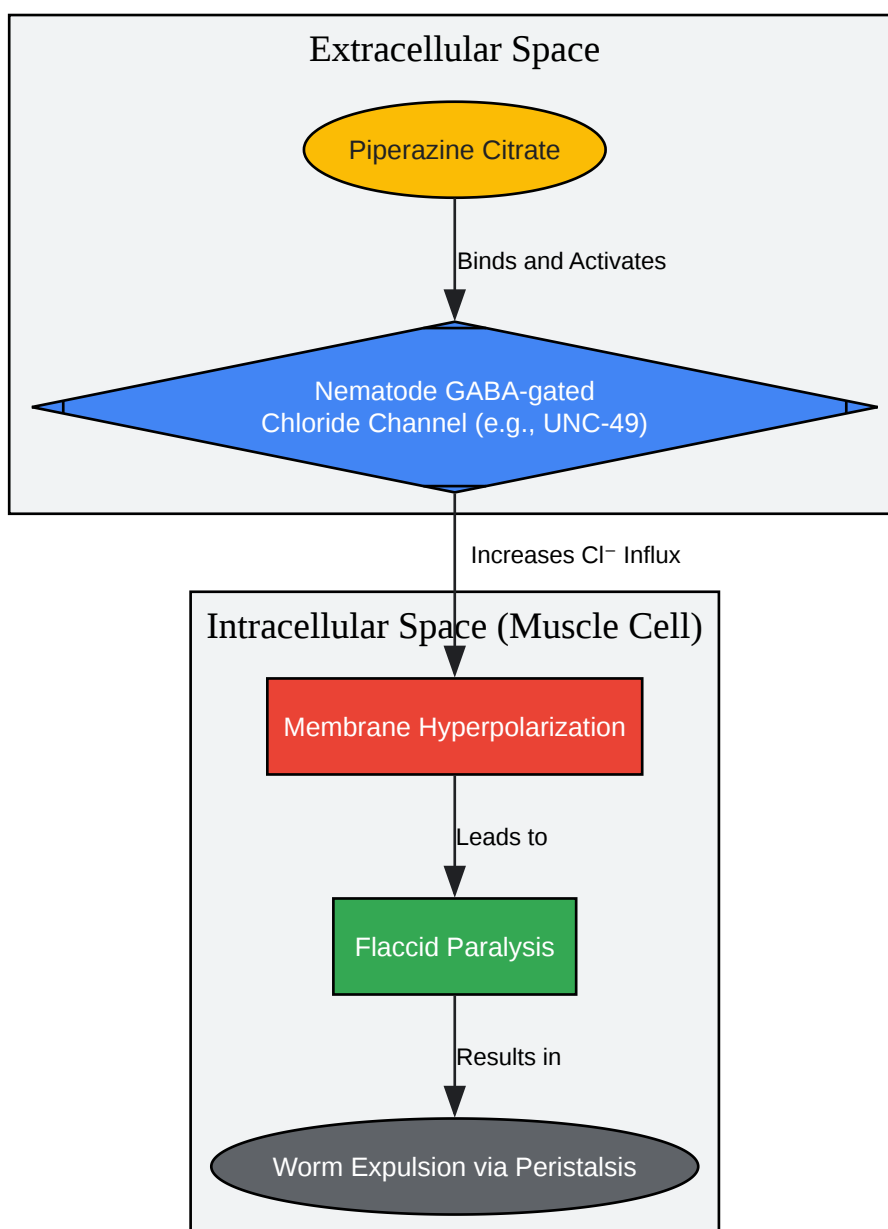 Extracellular Space
Piperazine Citrate
Binds and Activates
Nematode GABA-gated
Chloride Channel (e.g., UNC-49)
Increases Cl⁻ Influx
Intracellular Space (Muscle Cell)
Membrane Hyperpolarization
Leads to
Flaccid Paralysis
Results in
Worm Expulsion via Peristalsis